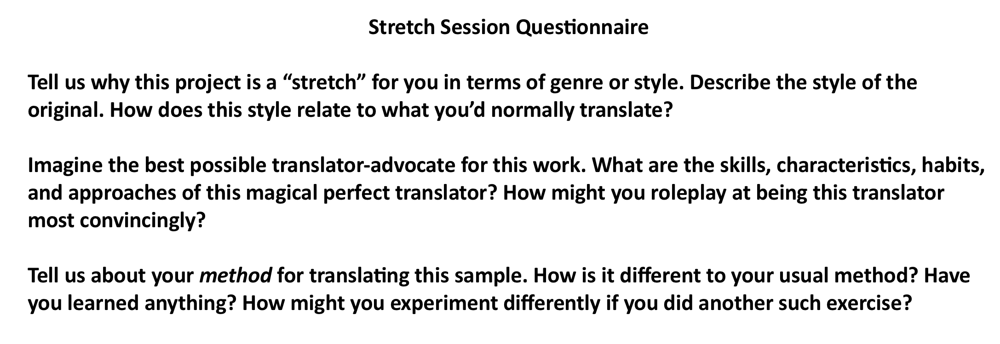 Stretch Session Questionnaire
Tell us why this project is a “stretch” for you in terms of genre or style. Describe the style of the
original. How does this style relate to what you’d normally translate?
Imagine the best possible translator-advocate for this work. What are the skills, characteristics, habits,
and approaches of this magical perfect translator? How might you roleplay at being this translator
most convincingly?
Tell us about your method for translating this sample. How is it different to your usual method? Have
you learned anything? How might you experiment differently if you did another such exercise?